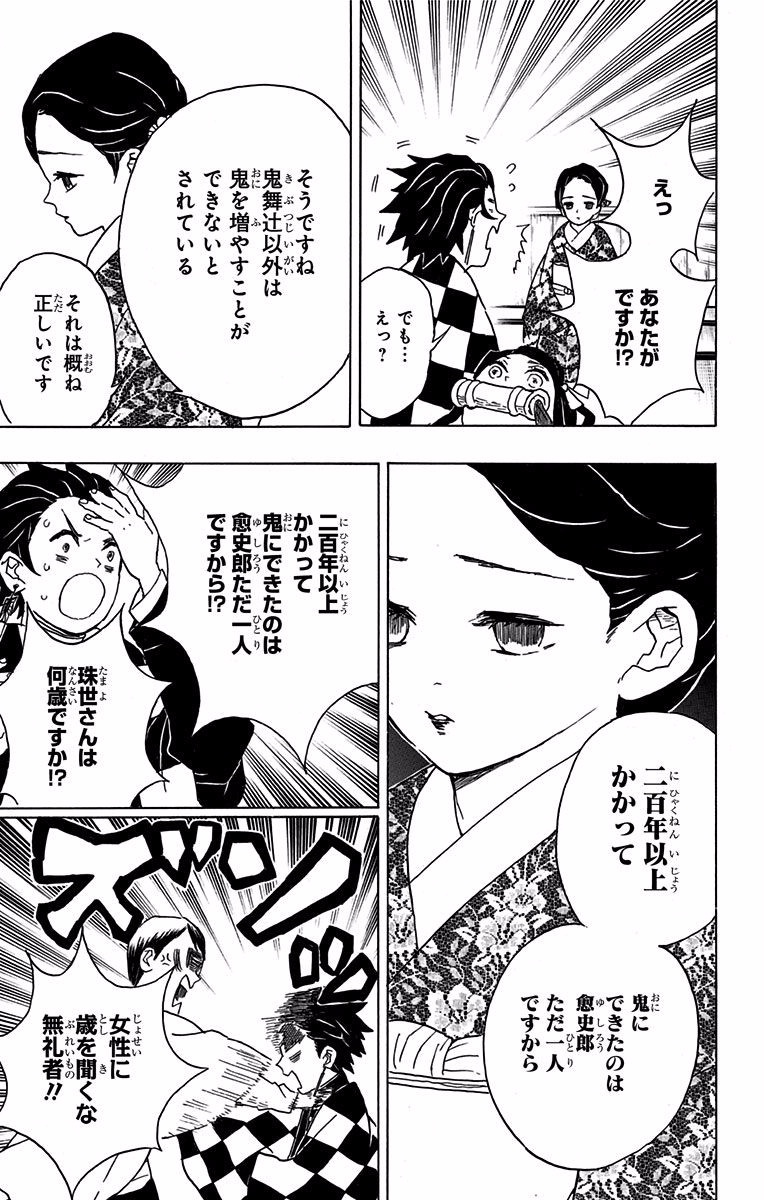 えっ
あなたが
ですか!?
でも…
えっ?
そうですね
鬼舞辻以外は
鬼を増やすことが
できないと
されている
それは概ね
正しいです
二百年以上
かかって
鬼に
できたのは
愈史郎
ただ一人
ですから
二百年以上
かかって
鬼にできたのは
愈史郎ただ一人
ですから!?
珠世さんは
何歳ですか!?
ズン
女性に
歳を聞くな
無礼者!!